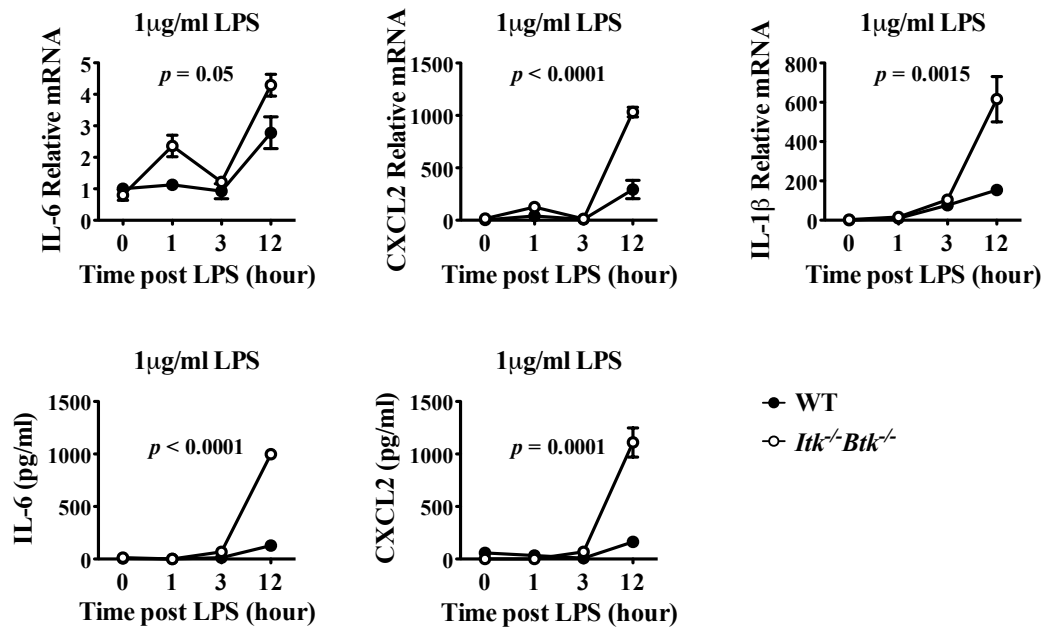 1μg/ml LPS
IL-6 Relative mRNA
p = 0.05
5
4
3
2
1
0
0 1 3 12
Time post LPS (hour)
1μg/ml LPS
CXCL2 Relative mRNA
p < 0.0001
1500
1000
500
0
0 1 3 12
Time post LPS (hour)
1μg/ml LPS
IL-1β Relative mRNA
p = 0.0015
800
600
400
200
0
0 1 3 12
Time post LPS (hour)
1μg/ml LPS
IL-6 (pg/ml)
p < 0.0001
1500
1000
500
0
0 1 3 12
Time post LPS (hour)
1μg/ml LPS
CXCL2 (pg/ml)
p = 0.0001
1500
1000
500
0
0 1 3 12
Time post LPS (hour)
WT
Itk-/-Btk-/-